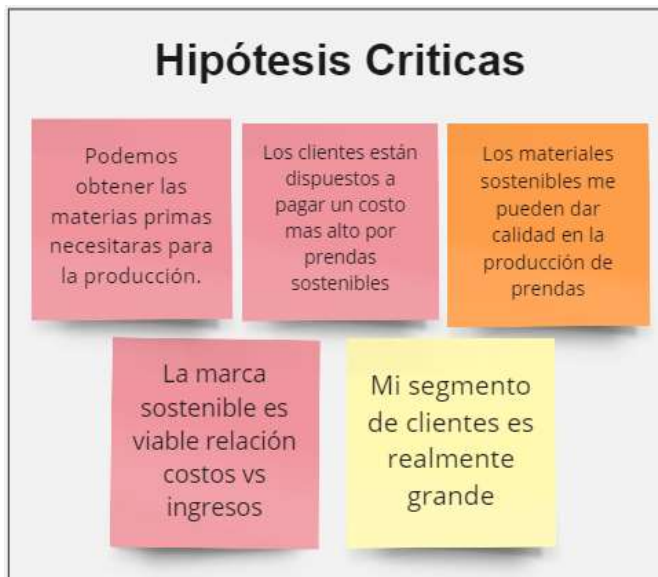 Hipótesis Criticas
Podemos
obtener las
materias primas
necesitaras para
la producción.
Los clientes están
dispuestos a
pagar un costo
mas alto por
prendas
sostenibles
Los materiales
sostenibles me
pueden dar
calidad en la
producción de
prendas
La marca
sostenible es
viable relación
costos vs
ingresos
Mi segmento
de clientes es
realmente
grande